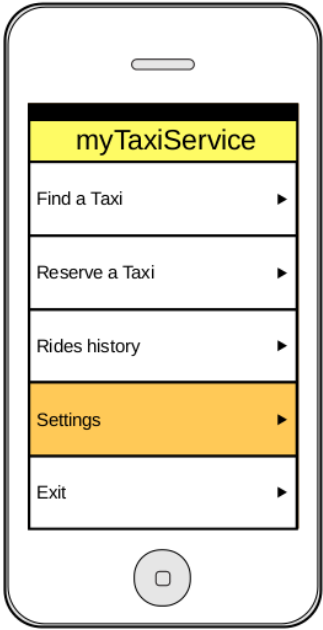 myTaxiService
Find a Taxi
Reserve a Taxi
Rides history
Settings
Exit